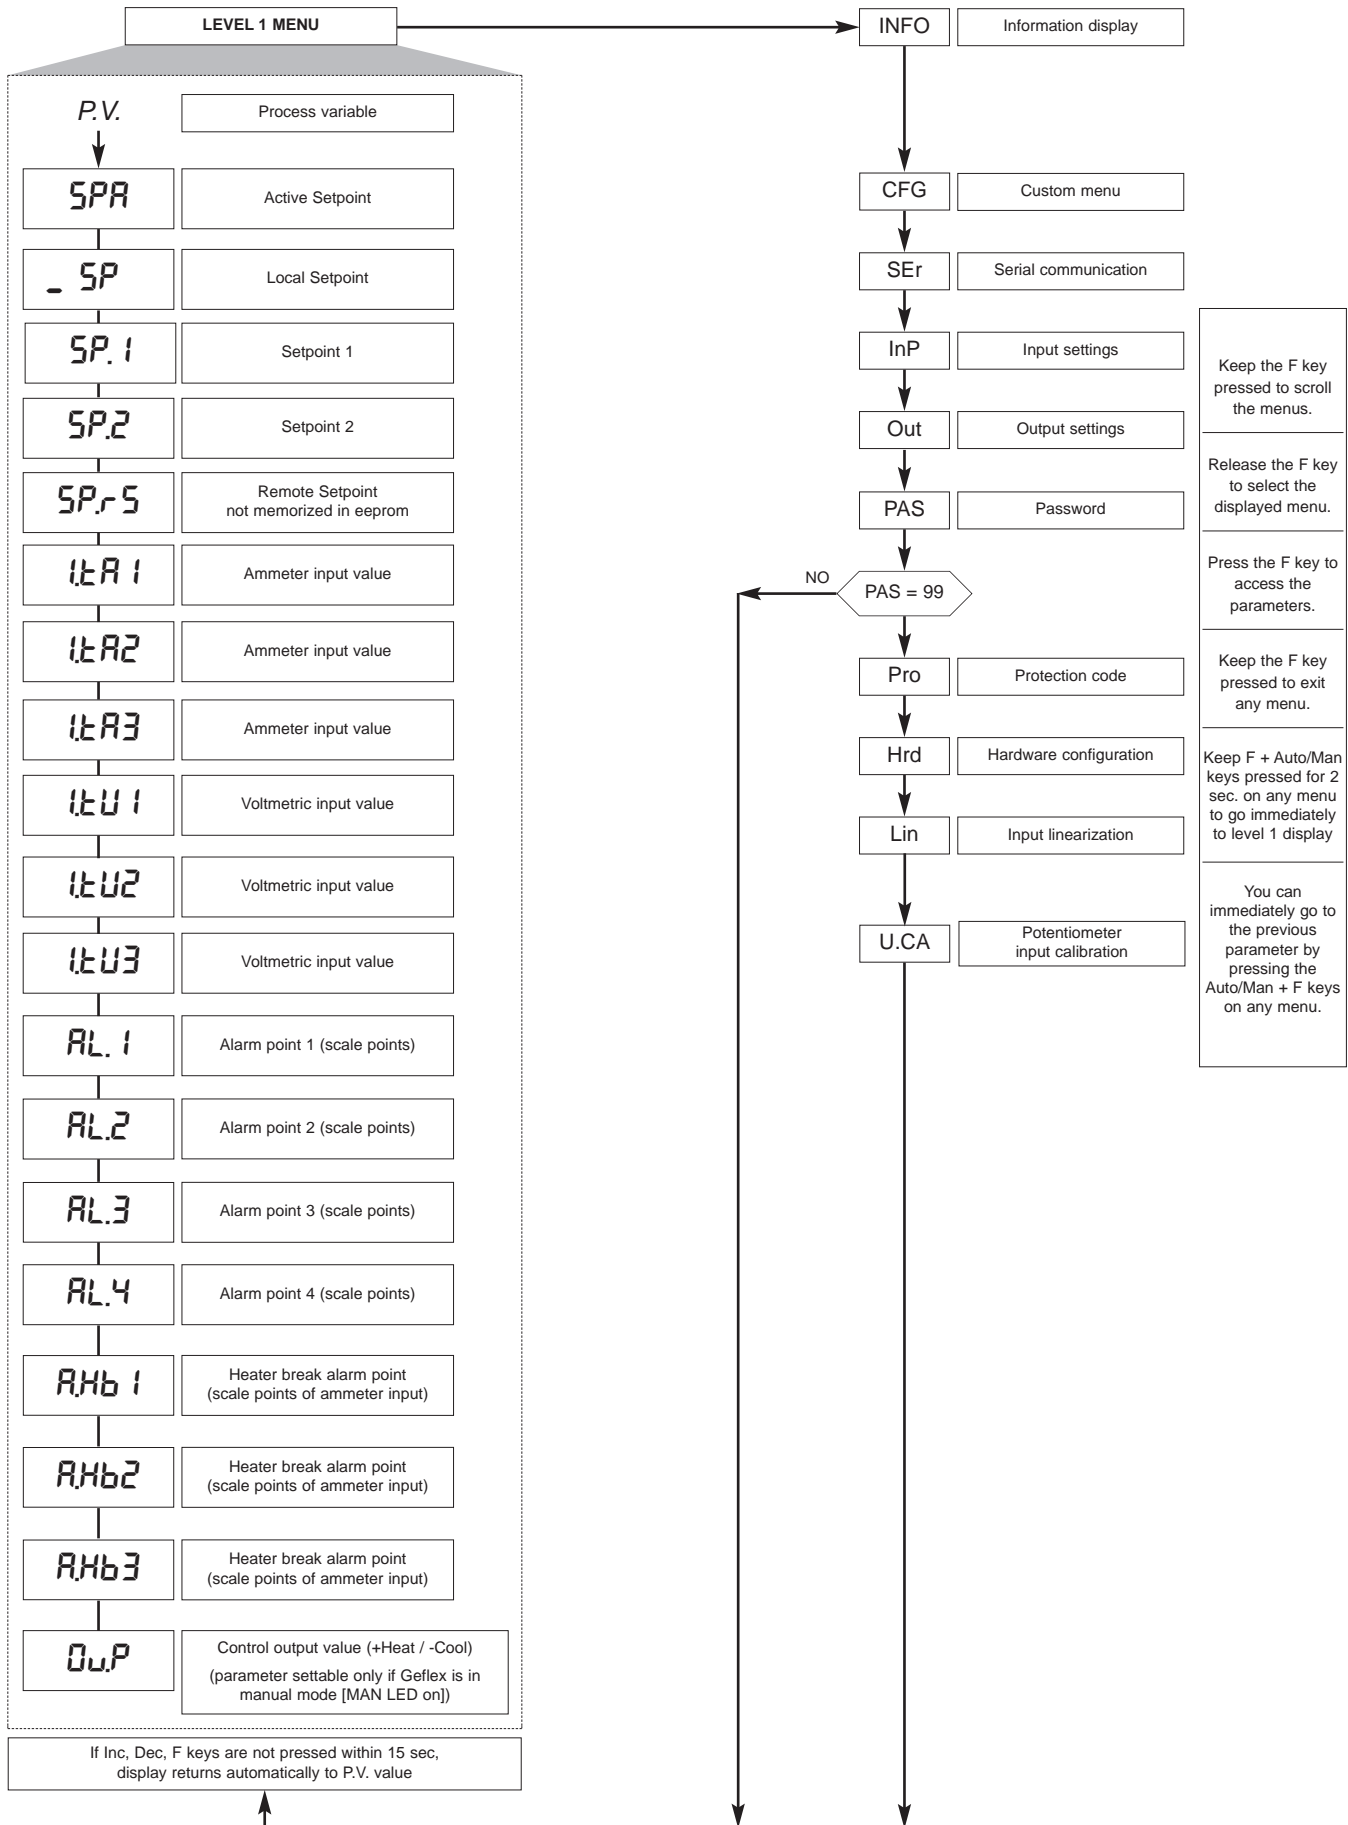 LEVEL 1 MENU
P.V.
Process variable
SPA
Active Setpoint
_ SP
Local Setpoint
SP.1
Setpoint 1
SP.2
Setpoint 2
SP.rS
Remote Setpoint
not memorized in eeprom
I.tA1
Ammeter input value
I.tA2
Ammeter input value
I.tA3
Ammeter input value
I.tU1
Voltmetric input value
I.tU2
Voltmetric input value
I.tU3
Voltmetric input value
AL.1
Alarm point 1 (scale points)
AL.2
Alarm point 2 (scale points)
AL.3
Alarm point 3 (scale points)
AL.4
Alarm point 4 (scale points)
A.Hb1
Heater break alarm point
(scale points of ammeter input)
A.Hb2
Heater break alarm point
(scale points of ammeter input)
A.Hb3
Heater break alarm point
(scale points of ammeter input)
Ou.P
Control output value (+Heat / -Cool)
(parameter settable only if Geflex is in
manual mode [MAN LED on])
If Inc, Dec, F keys are not pressed within 15 sec,
display returns automatically to P.V. value
INFO
Information display
CFG
Custom menu
SEr
Serial communication
InP
Input settings
Out
Output settings
PAS
Password
NO
PAS = 99
Pro
Protection code
Hrd
Hardware configuration
Lin
Input linearization
U.CA
Potentiometer
input calibration
Keep the F key
pressed to scroll
the menus.
Release the F key
to select the
displayed menu.
Press the F key to
access the
parameters.
Keep the F key
pressed to exit
any menu.
Keep F + Auto/Man
keys pressed for 2
sec. on any menu
to go immediately
to level 1 display
You can
immediately go to
the previous
parameter by
pressing the
Auto/Man + F keys
on any menu.